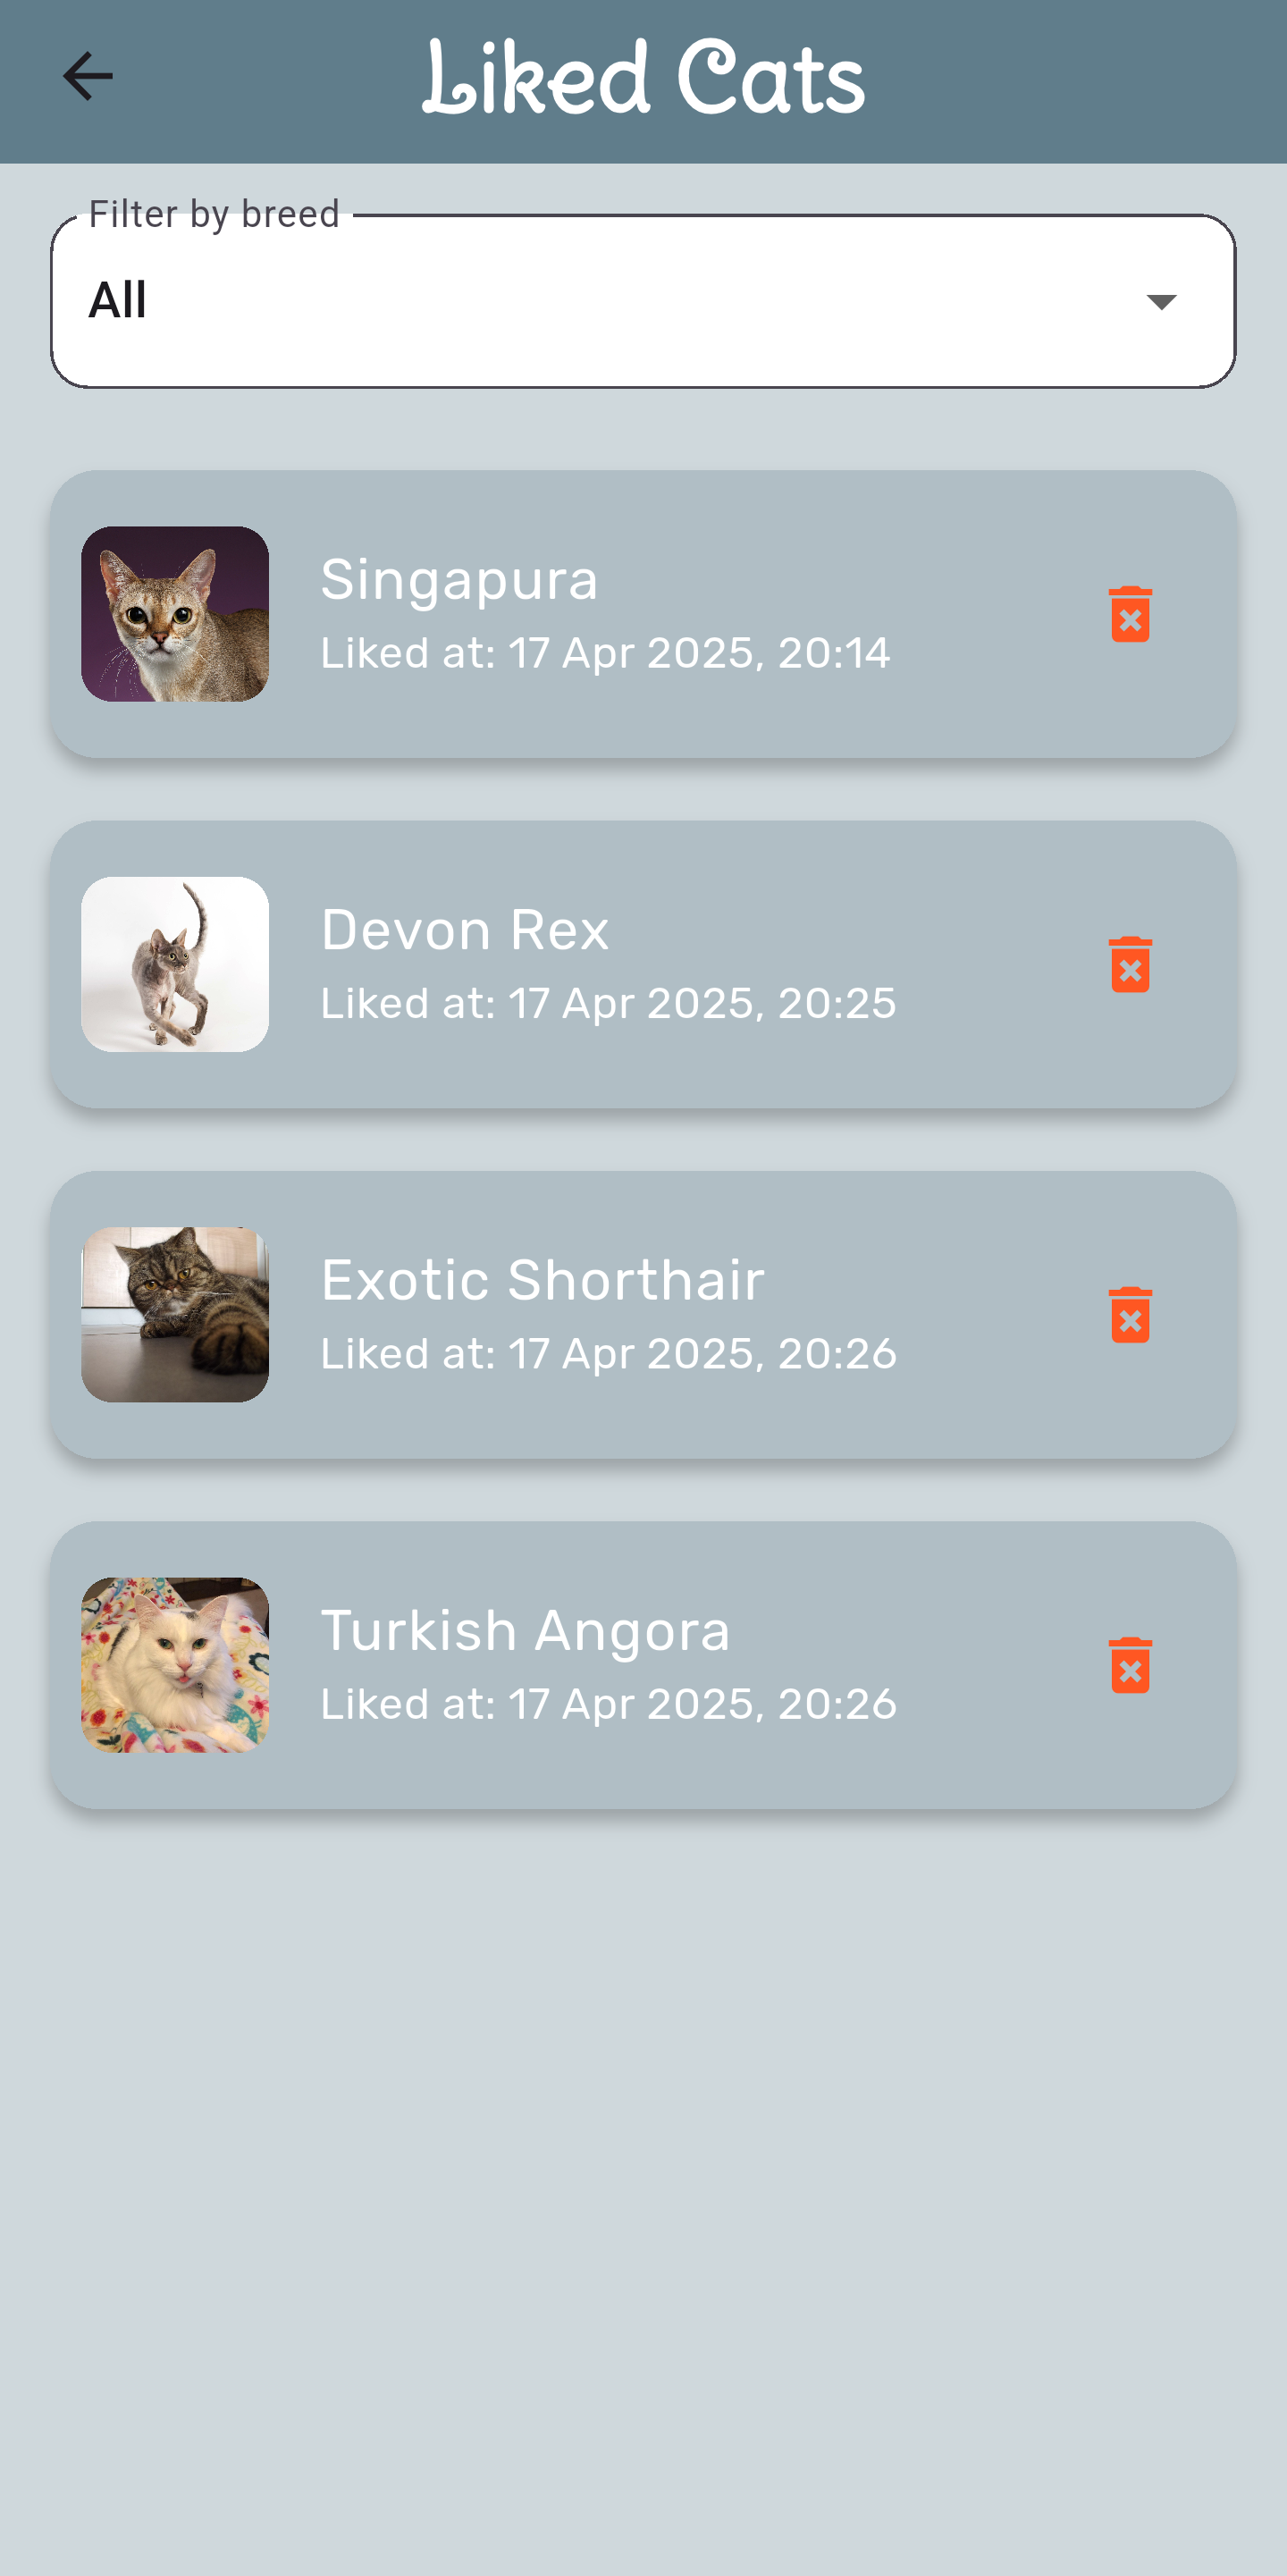 Liked Cats
Filter by breed
All
Singapura
Liked at: 17 Apr 2025, 20:14
Devon Rex
Liked at: 17 Apr 2025, 20:25
Exotic Shorthair
Liked at: 17 Apr 2025, 20:26
Turkish Angora
Liked at: 17 Apr 2025, 20:26